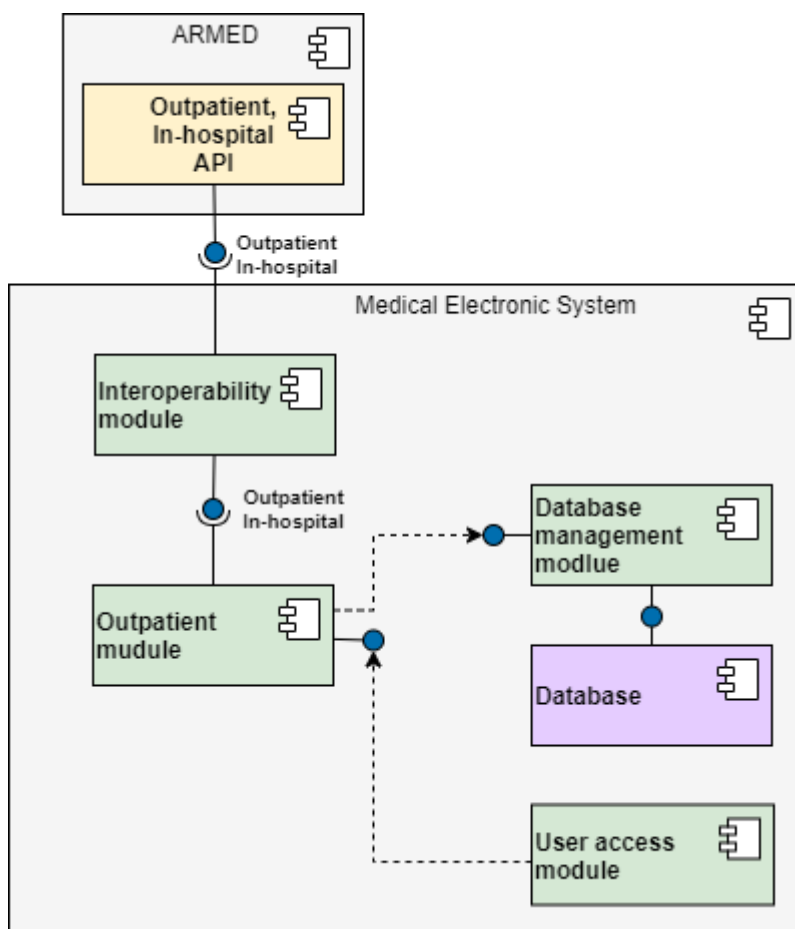 ARMED
Outpatient,
In-hospital
API
Outpatient
In-hospital
Medical Electronic System
Interoperability
module
Outpatient
In-hospital
Database
management
modlue
Outpatient
mudule
Database
User access
module